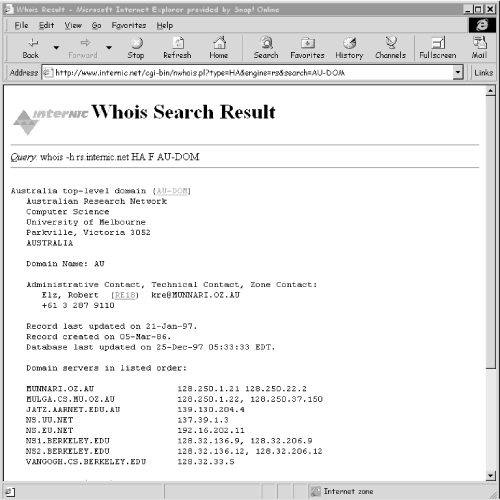 Whois Result - Microsoft Internet Explorer provided by Snap! Online
File Edit View Go Favorites Help
Back Forward Stop Refresh Home Search Favorites History Channels Fullscreen Mail
Address http://www.internic.net/cgi-bin/nwhois.pl?type=HA&engine=rs&search=AU-DOM Links
INTERNIC Whois Search Result
Query: whois -h rs.internic.net HA F AU-DOM
Australia top-level domain (AU-DOM)
Australian Research Network
Computer Science
University of Melbourne
Parkville, Victoria 3052
AUSTRALIA
Domain Name: AU
Administrative Contact, Technical Contact, Zone Contact:
Elz, Robert (RE18) kre@MUNNARI.OZ.AU
+61 3 287 9110
Record last updated on 21-Jan-97.
Record created on 05-Mar-86.
Database last updated on 25-Dec-97 05:33:33 EDT.
Domain servers in listed order:
MUNNARI.OZ.AU 128.250.1.21 128.250.22.2
MULGA.CS.MU.OZ.AU 128.250.1.22, 128.250.37.150
JATZ.AARNET.EDU.AU 139.130.204.4
NS.UU.NET 137.39.1.3
NS.EU.NET 192.16.202.11
NS1.BERKELEY.EDU 128.32.136.9, 128.32.206.9
NS2.BERKELEY.EDU 128.32.136.12, 128.32.206.12
VANGOGH.CS.BERKELEY.EDU 128.32.33.5
Internet zone